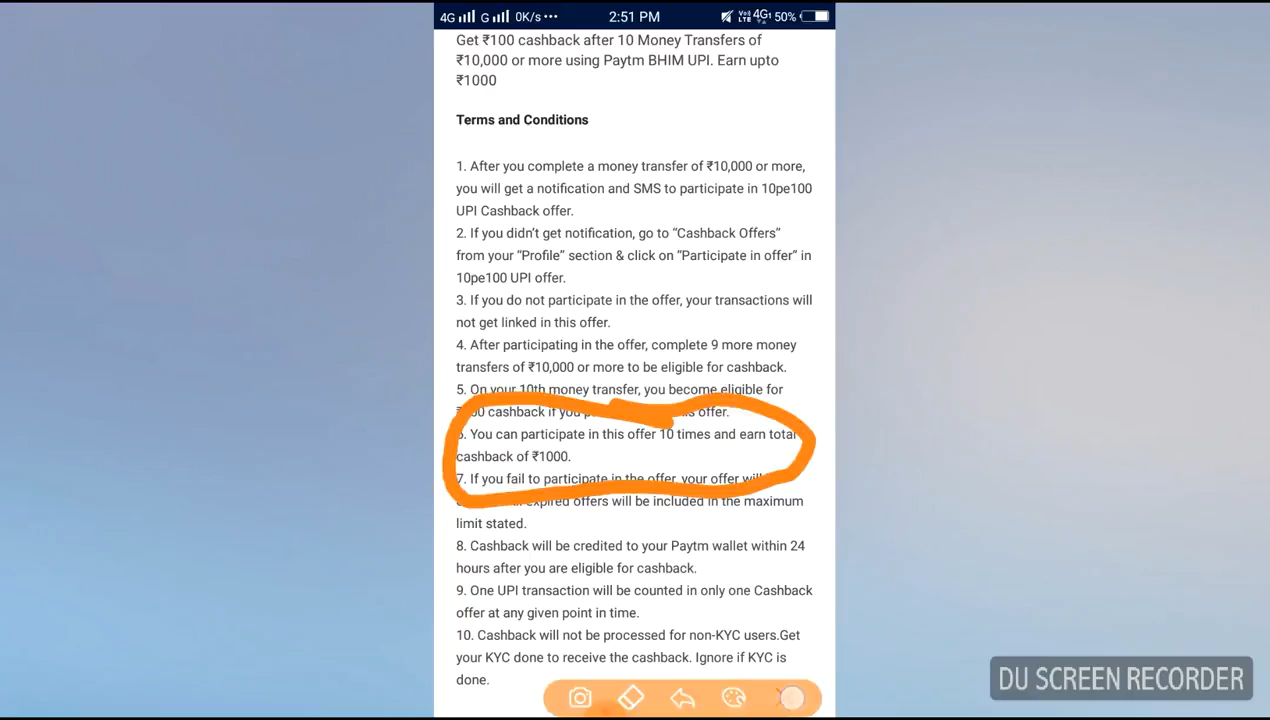 4G G 0K/s ••• 2:51 PM VoD LTE 4G 50%
Get ₹100 cashback after 10 Money Transfers of
₹10,000 or more using Paytm BHIM UPI. Earn upto
₹1000
Terms and Conditions
1. After you complete a money transfer of ₹10,000 or more,
you will get a notification and SMS to participate in 10pe100
UPI Cashback offer.
2. If you didn’t get notification, go to “Cashback Offers”
from your “Profile” section & click on “Participate in offer” in
10pe100 UPI offer.
3. If you do not participate in the offer, your transactions will
not get linked in this offer.
4. After participating in the offer, complete 9 more money
transfers of ₹10,000 or more to be eligible for cashback.
5. On your 10th money transfer, you become eligible for
cashback if you offer.
6. You can participate in this offer 10 times and earn total
cashback of ₹1000.
7. If you fail to participate in the offer, your offer will
expired offers will be included in the maximum
limit stated.
8. Cashback will be credited to your Paytm wallet within 24
hours after you are eligible for cashback.
9. One UPI transaction will be counted in only one Cashback
offer at any given point in time.
10. Cashback will not be processed for non-KYC users.Get
your KYC done to receive the cashback. Ignore if KYC is
done.
DU SCREEN RECORDER